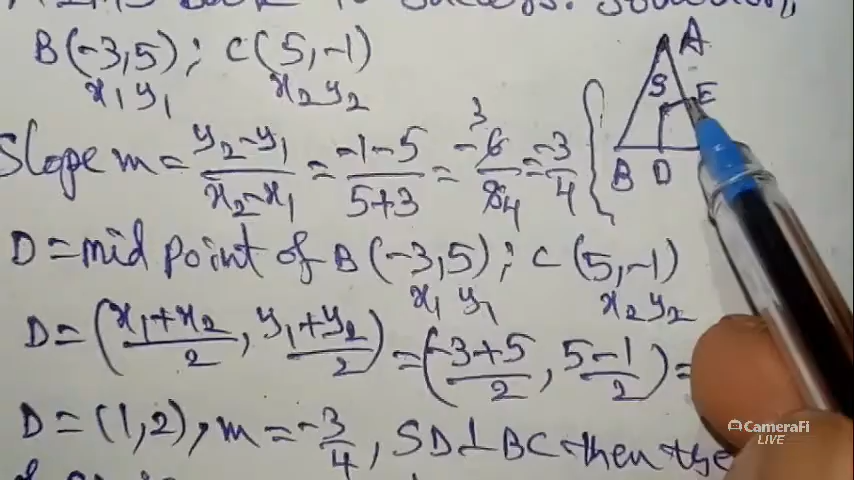 B(-3,5); C(5,-1)
x₁ y₁ x₂ y₂
A
S
E
B D
Slope m = y₂-y₁/x₂-x₁ = -1-5/5+3 = -6/8 = -3/4
3
4
D = mid point of B(-3,5); C(5,-1)
x₁ y₁ x₂ y₂
D = (x₁+x₂/2, y₁+y₂/2) = (-3+5/2, 5-1/2) =
D = (1,2), m = -3/4, SD⊥BC then the
CameraFi
LIVE